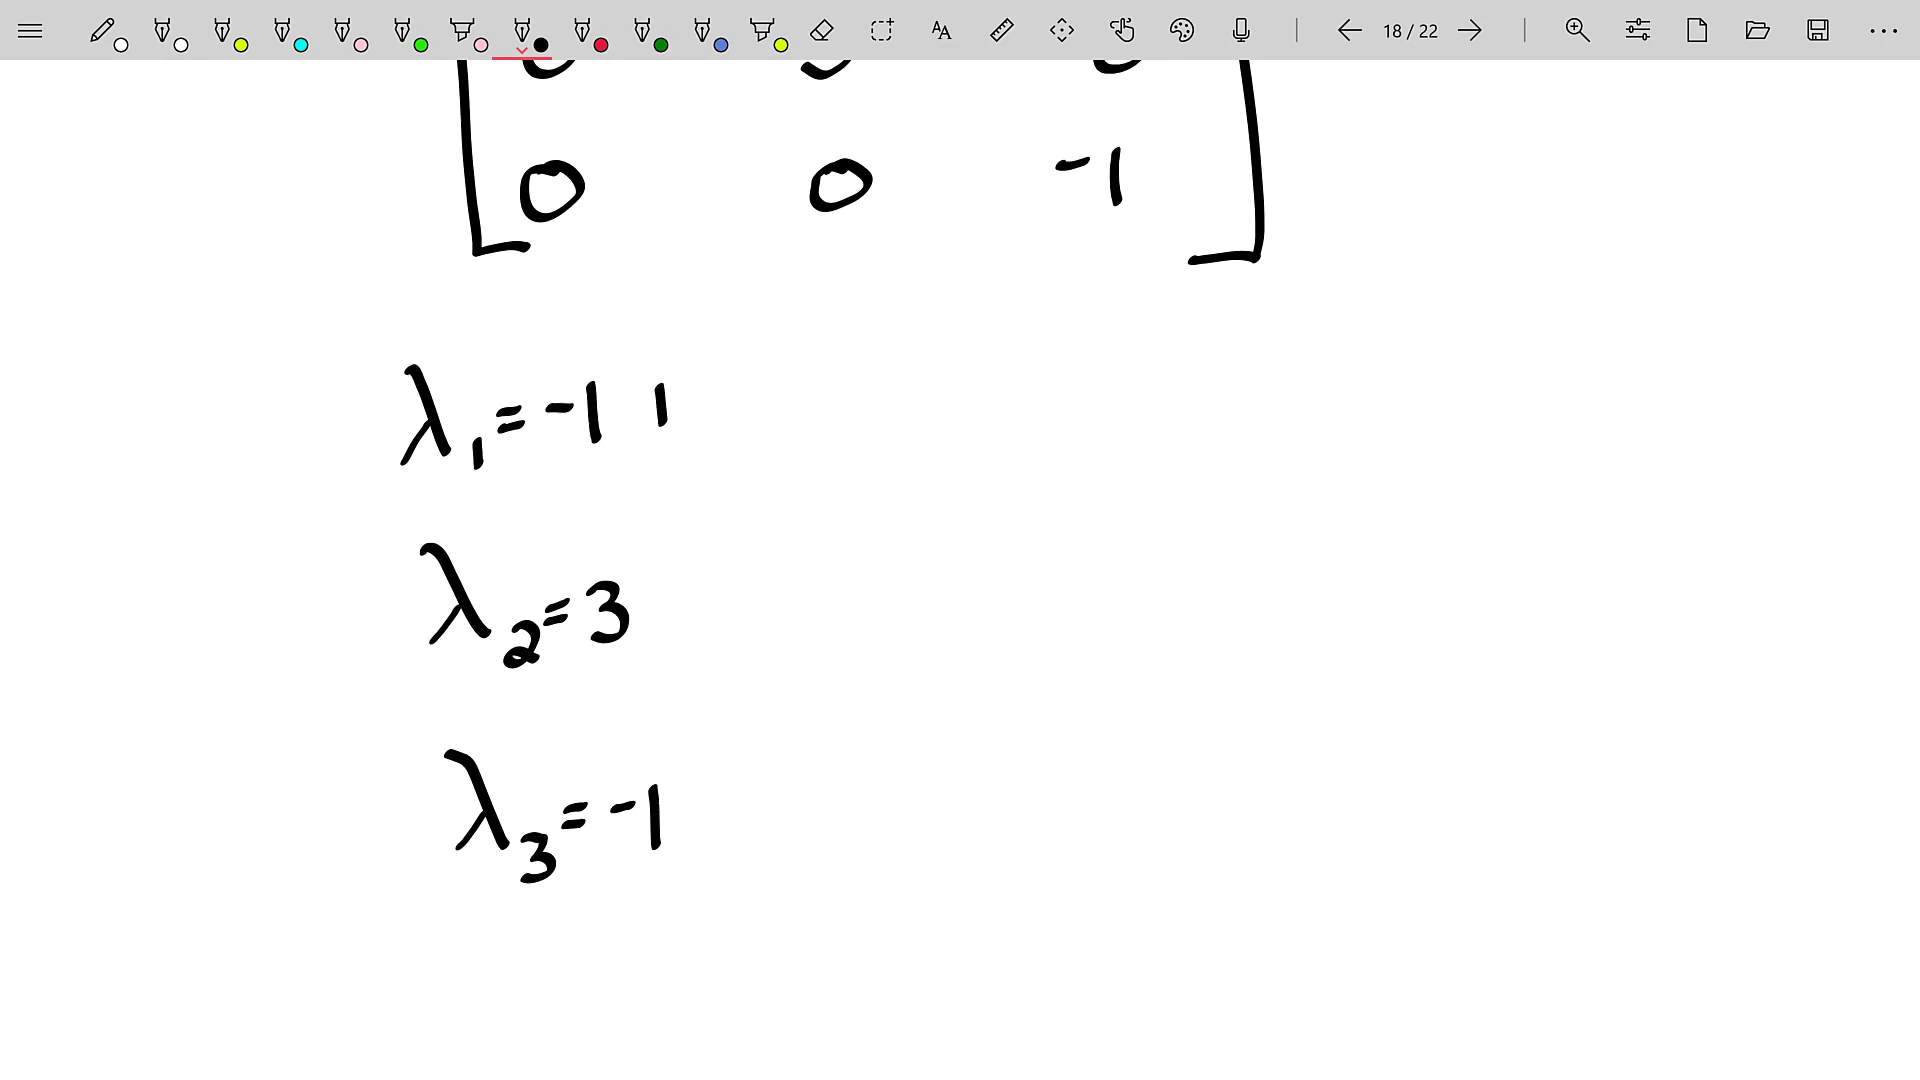 18 / 22
0 0 -1
λ₁ = -1 1
λ₂ = 3
λ₃ = -1